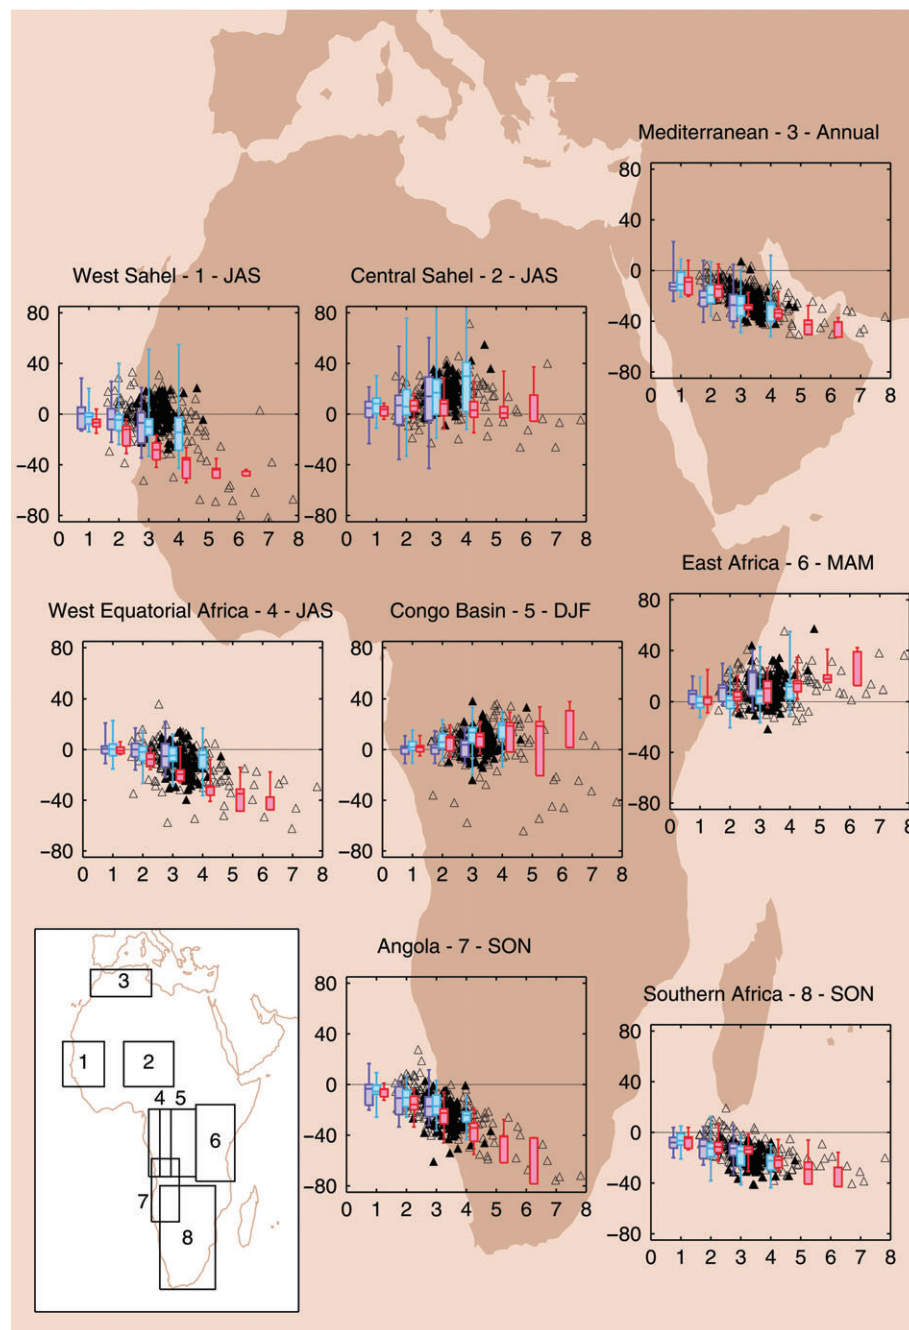 Mediterranean - 3 - Annual
80
40
0
−40
−80
0 1 2 3 4 5 6 7 8
West Sahel - 1 - JAS
80
40
0
−40
−80
0 1 2 3 4 5 6 7 8
Central Sahel - 2 - JAS
80
40
0
−40
−80
0 1 2 3 4 5 6 7 8
East Africa - 6 - MAM
80
40
0
−40
−80
0 1 2 3 4 5 6 7 8
West Equatorial Africa - 4 - JAS
80
40
0
−40
−80
0 1 2 3 4 5 6 7 8
Congo Basin - 5 - DJF
80
40
0
−40
−80
0 1 2 3 4 5 6 7 8
Angola - 7 - SON
80
40
0
−40
−80
0 1 2 3 4 5 6 7 8
Southern Africa - 8 - SON
80
40
0
−40
−80
0 1 2 3 4 5 6 7 8
3
1 2
4 5
6
7
8